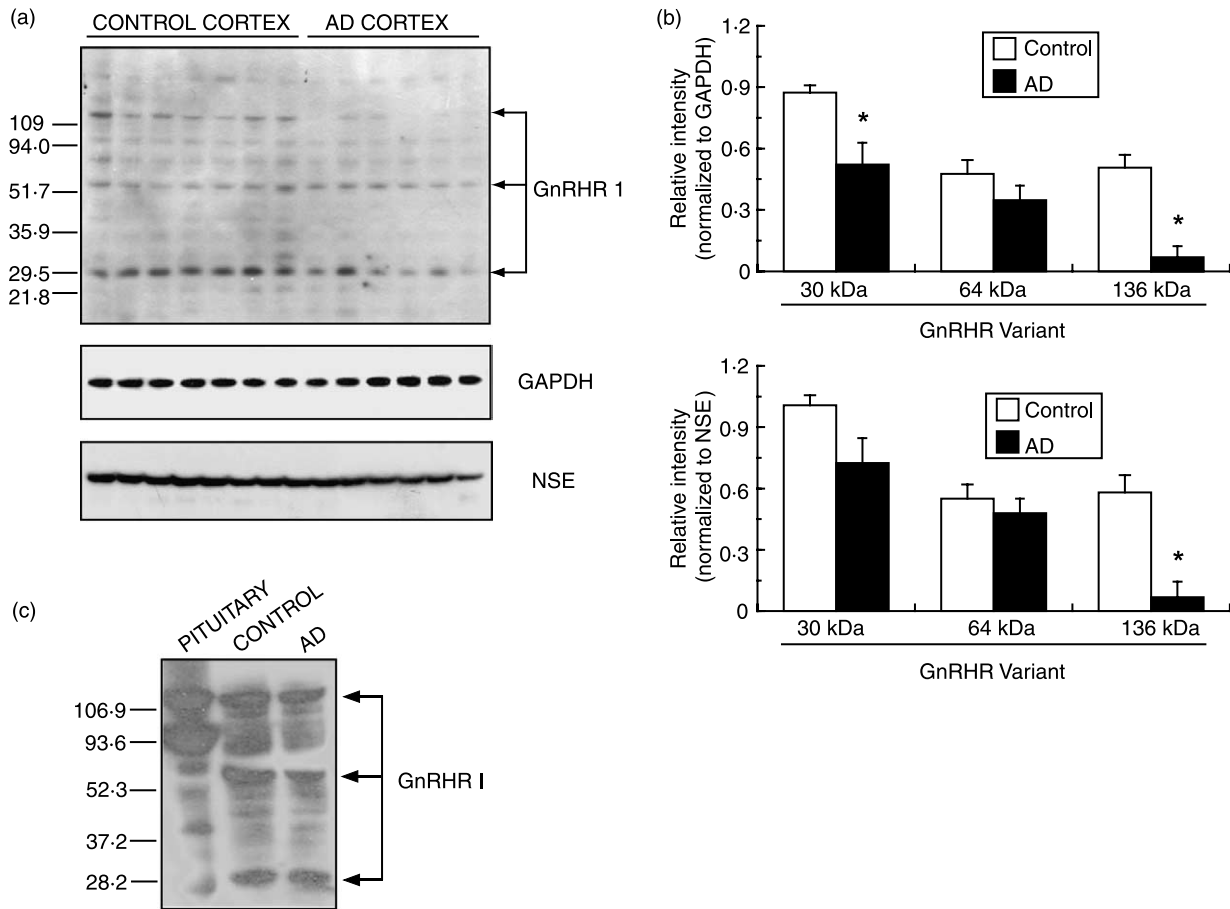 (a)
CONTROL CORTEX
AD CORTEX
109
94·0
51·7
35·9
29·5
21·8
GnRHR 1
GAPDH
NSE
(b)
1·2
0·9
0·6
0·3
0
Relative intensity
(normalized to GAPDH)
Control
AD
*
*
30 kDa
64 kDa
136 kDa
GnRHR Variant
1·2
0·9
0·6
0·3
0
Relative intensity
(normalized to NSE)
Control
AD
*
30 kDa
64 kDa
136 kDa
GnRHR Variant
(c)
PITUITARY
CONTROL
AD
106·9
93·6
52·3
37·2
28·2
GnRHR I